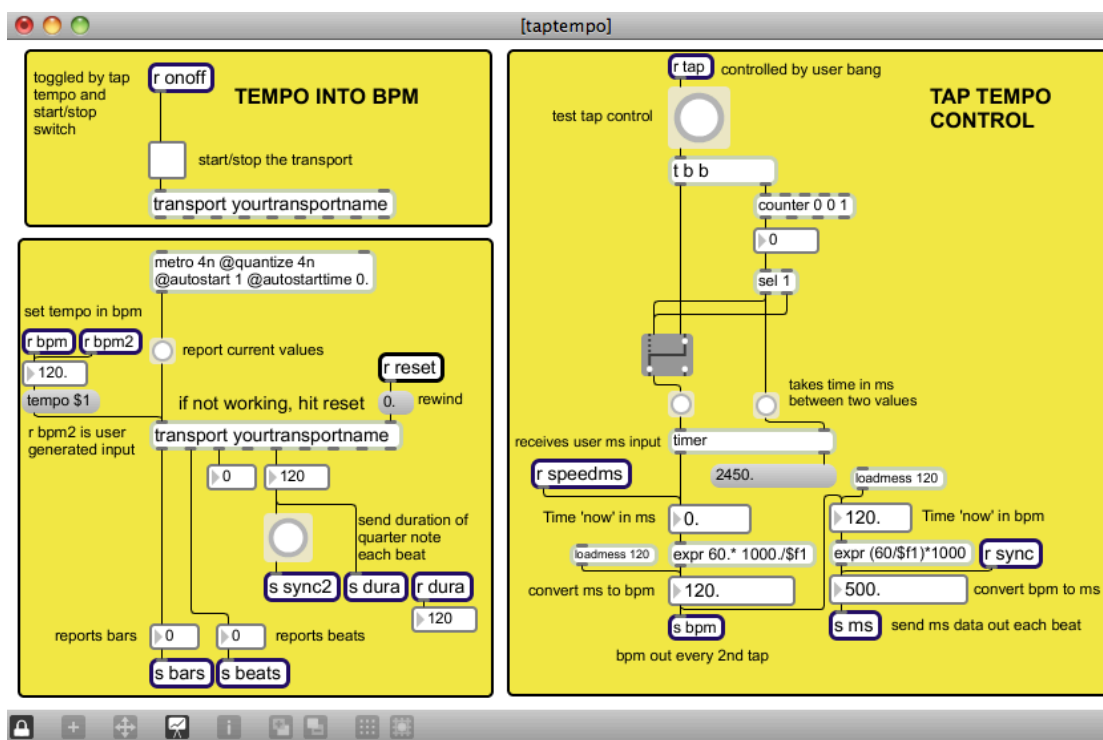 [taptempo]
toggled by tap
tempo and
start/stop
switch
r onoff
TEMPO INTO BPM
start/stop the transport
transport yourtransportname
metro 4n @quantize 4n
@autostart 1 @autostarttime 0.
set tempo in bpm
r bpm
r bpm2
120.
tempo $1
report current values
r reset
if not working, hit reset
0.
rewind
r bpm2 is user
generated input
transport yourtransportname
0
120
send duration of
quarter note
each beat
s sync2
s dura
r dura
120
reports bars
0
0
reports beats
s bars
s beats
r tap
controlled by user bang
TAP TEMPO
CONTROL
test tap control
t b b
counter 0 0 1
0
sel 1
takes time in ms
between two values
receives user ms input
timer
r speedms
2450.
loadmess 120
Time 'now' in ms
0.
120.
Time 'now' in bpm
loadmess 120
expr 60.* 1000./$f1
expr (60/$f1)*1000
r sync
convert ms to bpm
120.
500.
convert bpm to ms
s bpm
s ms
send ms data out each beat
bpm out every 2nd tap